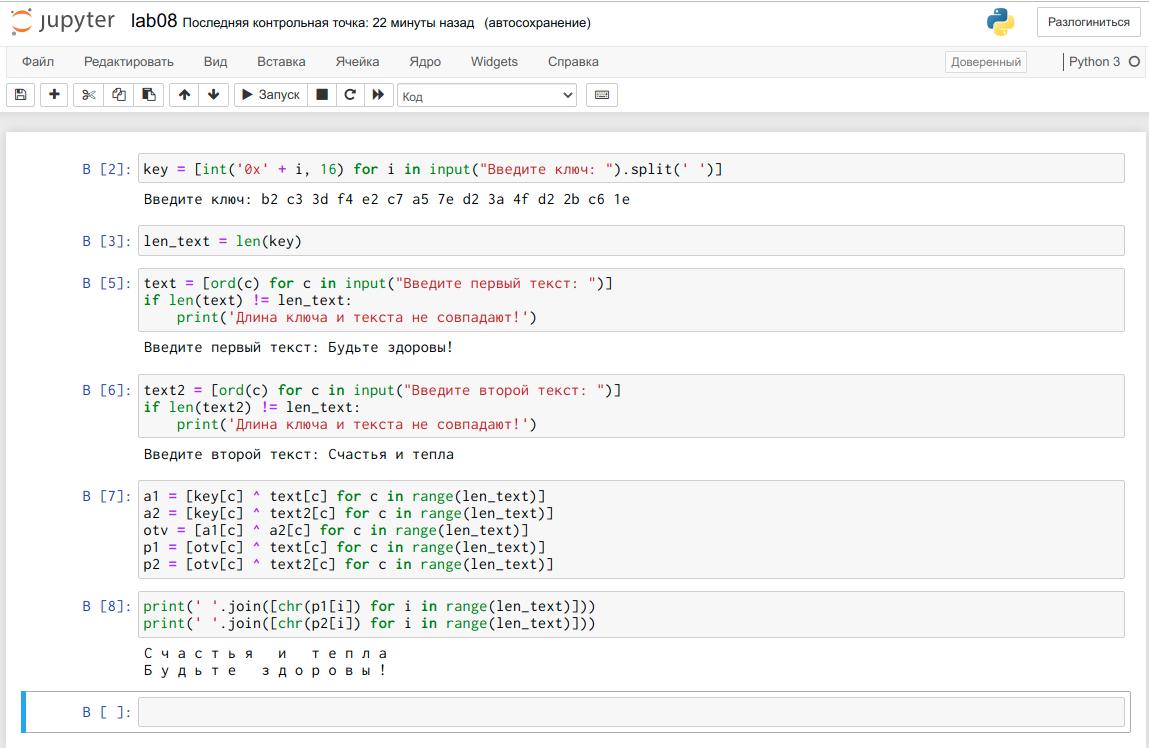 jupyter lab08 Последняя контрольная точка: 22 минуты назад (автосохранение) Разлогиниться
Файл Редактировать Вид Вставка Ячейка Ядро Widgets Справка Доверенный Python 3
Запуск Код
В [2]: key = [int('0x' + i, 16) for i in input("Введите ключ: ").split(' ')]
Введите ключ: b2 c3 3d f4 e2 c7 a5 7e d2 3a 4f d2 2b c6 1e
В [3]: len_text = len(key)
В [5]: text = [ord(c) for c in input("Введите первый текст: ")]
if len(text) != len_text:
    print('Длина ключа и текста не совпадают!')
Введите первый текст: Будьте здоровы!
В [6]: text2 = [ord(c) for c in input("Введите второй текст: ")]
if len(text2) != len_text:
    print('Длина ключа и текста не совпадают!')
Введите второй текст: Счастья и тепла
В [7]: a1 = [key[c] ^ text[c] for c in range(len_text)]
a2 = [key[c] ^ text2[c] for c in range(len_text)]
otv = [a1[c] ^ a2[c] for c in range(len_text)]
p1 = [otv[c] ^ text[c] for c in range(len_text)]
p2 = [otv[c] ^ text2[c] for c in range(len_text)]
В [8]: print(' '.join([chr(p1[i]) for i in range(len_text)]))
print(' '.join([chr(p2[i]) for i in range(len_text)]))
С ч а с т ь я   и   т е п л а
Б у д ь т е   з д о р о в ы !
В [ ]: